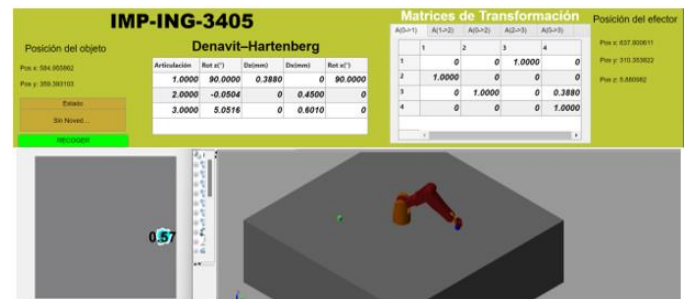 IMP-ING-3405
Matrices de Transformación
Posición del efector
Posición del objeto
Denavit–Hartenberg
A(0->1) A(1->2) A(0->2) A(2->3) A(0->3)
Pos x: 584.955862
Pos y: 359.393103
Pos x: 637.900611
Pos y: 310.353622
Pos z: 5.880982
Articulación Rot z(°) Dz(mm) Dx(mm) Rot x(°)
1.0000 90.0000 0.3880 0 90.0000
2.0000 -0.0504 0 0.4500 0
3.0000 5.0516 0 0.6010 0
1 2 3 4
1 0 0 1.0000 0
2 1.0000 0 0 0
3 0 1.0000 0 0.3880
4 0 0 0 1.0000
Estado
Sin Noved...
RECOGER
0.57